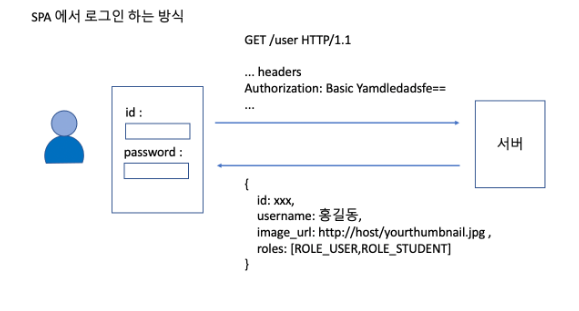 SPA 에서 로그인 하는 방식
GET /user HTTP/1.1
... headers
Authorization: Basic Yamdledadsfe==
...
id :
password :
서버
{
id: xxx,
username: 홍길동,
image_url: http://host/yourthumbnail.jpg ,
roles: [ROLE_USER,ROLE_STUDENT]
}